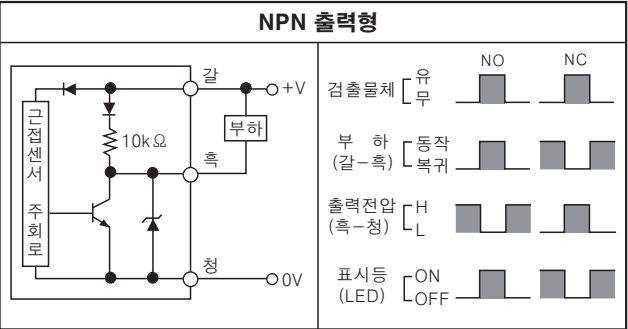 NPN 출력형
갈
+V
부하
10kΩ
흑
근접센서 주회로
청
0V
NO NC
검출물체 유
무
부 하 동작
(갈-흑) 복귀
출력전압 H
(흑-청) L
표시등 ON
(LED) OFF